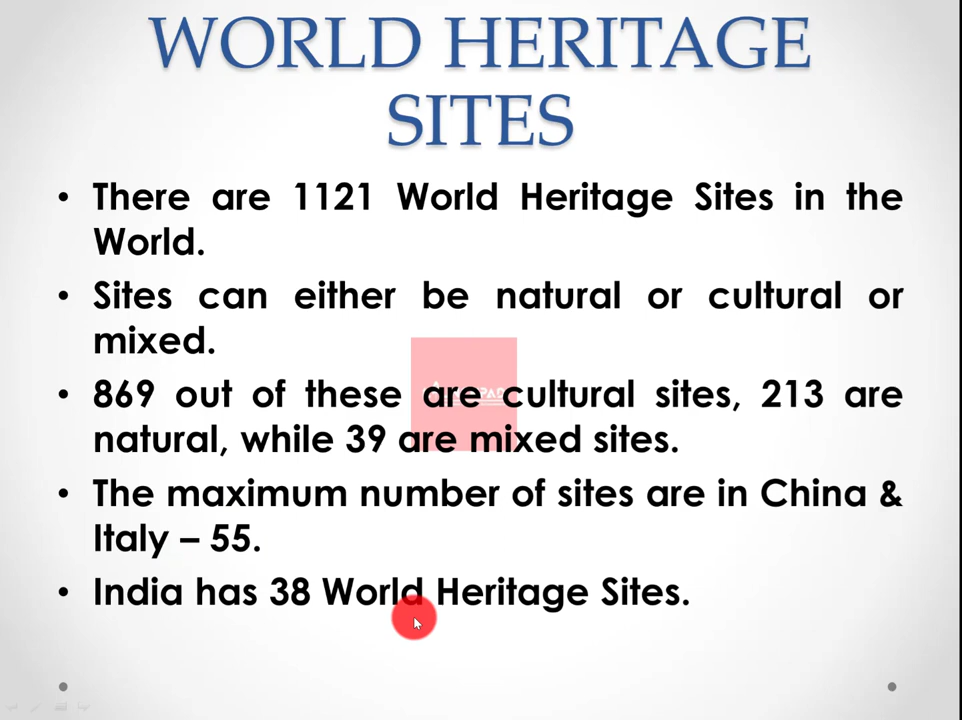 WORLD HERITAGE
SITES
• There are 1121 World Heritage Sites in the
World.
• Sites can either be natural or cultural or
mixed.
• 869 out of these are cultural sites, 213 are
natural, while 39 are mixed sites.
• The maximum number of sites are in China &
Italy – 55.
• India has 38 World Heritage Sites.